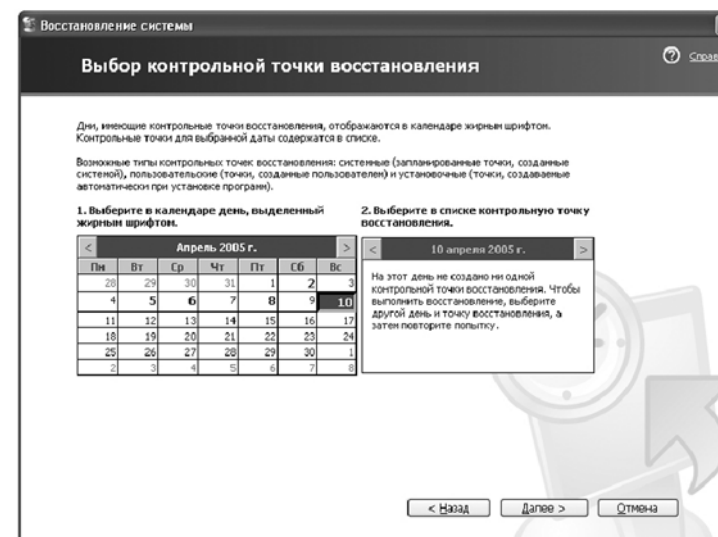 Восстановление системы
Выбор контрольной точки восстановления
Дни, имеющие контрольные точки восстановления, отображаются в календаре жирным шрифтом.
Контрольные точки для выбранной даты содержатся в списке.
Возможные типы контрольных точек восстановления: системные (запланированные точки, созданные
системой), пользовательские (точки, созданные пользователем) и установочные (точки, создаваемые
автоматически при установке программ).
1. Выберите в календаре день, выделенный
жирным шрифтом.
< Апрель 2005 г. >
Пн Вт Ср Чт Пт Сб Вс
28 29 30 31 1 2 3
4 5 6 7 8 9 10
11 12 13 14 15 16 17
18 19 20 21 22 23 24
25 26 27 28 29 30 1
2 3 4 5 6 7 8
2. Выберите в списке контрольную точку
восстановления.
< 10 апреля 2005 г. >
На этот день не создано ни одной
контрольной точки восстановления. Чтобы
выполнить восстановление, выберите
другой день и точку восстановления, а
затем повторите попытку.
< Назад Далее > Отмена